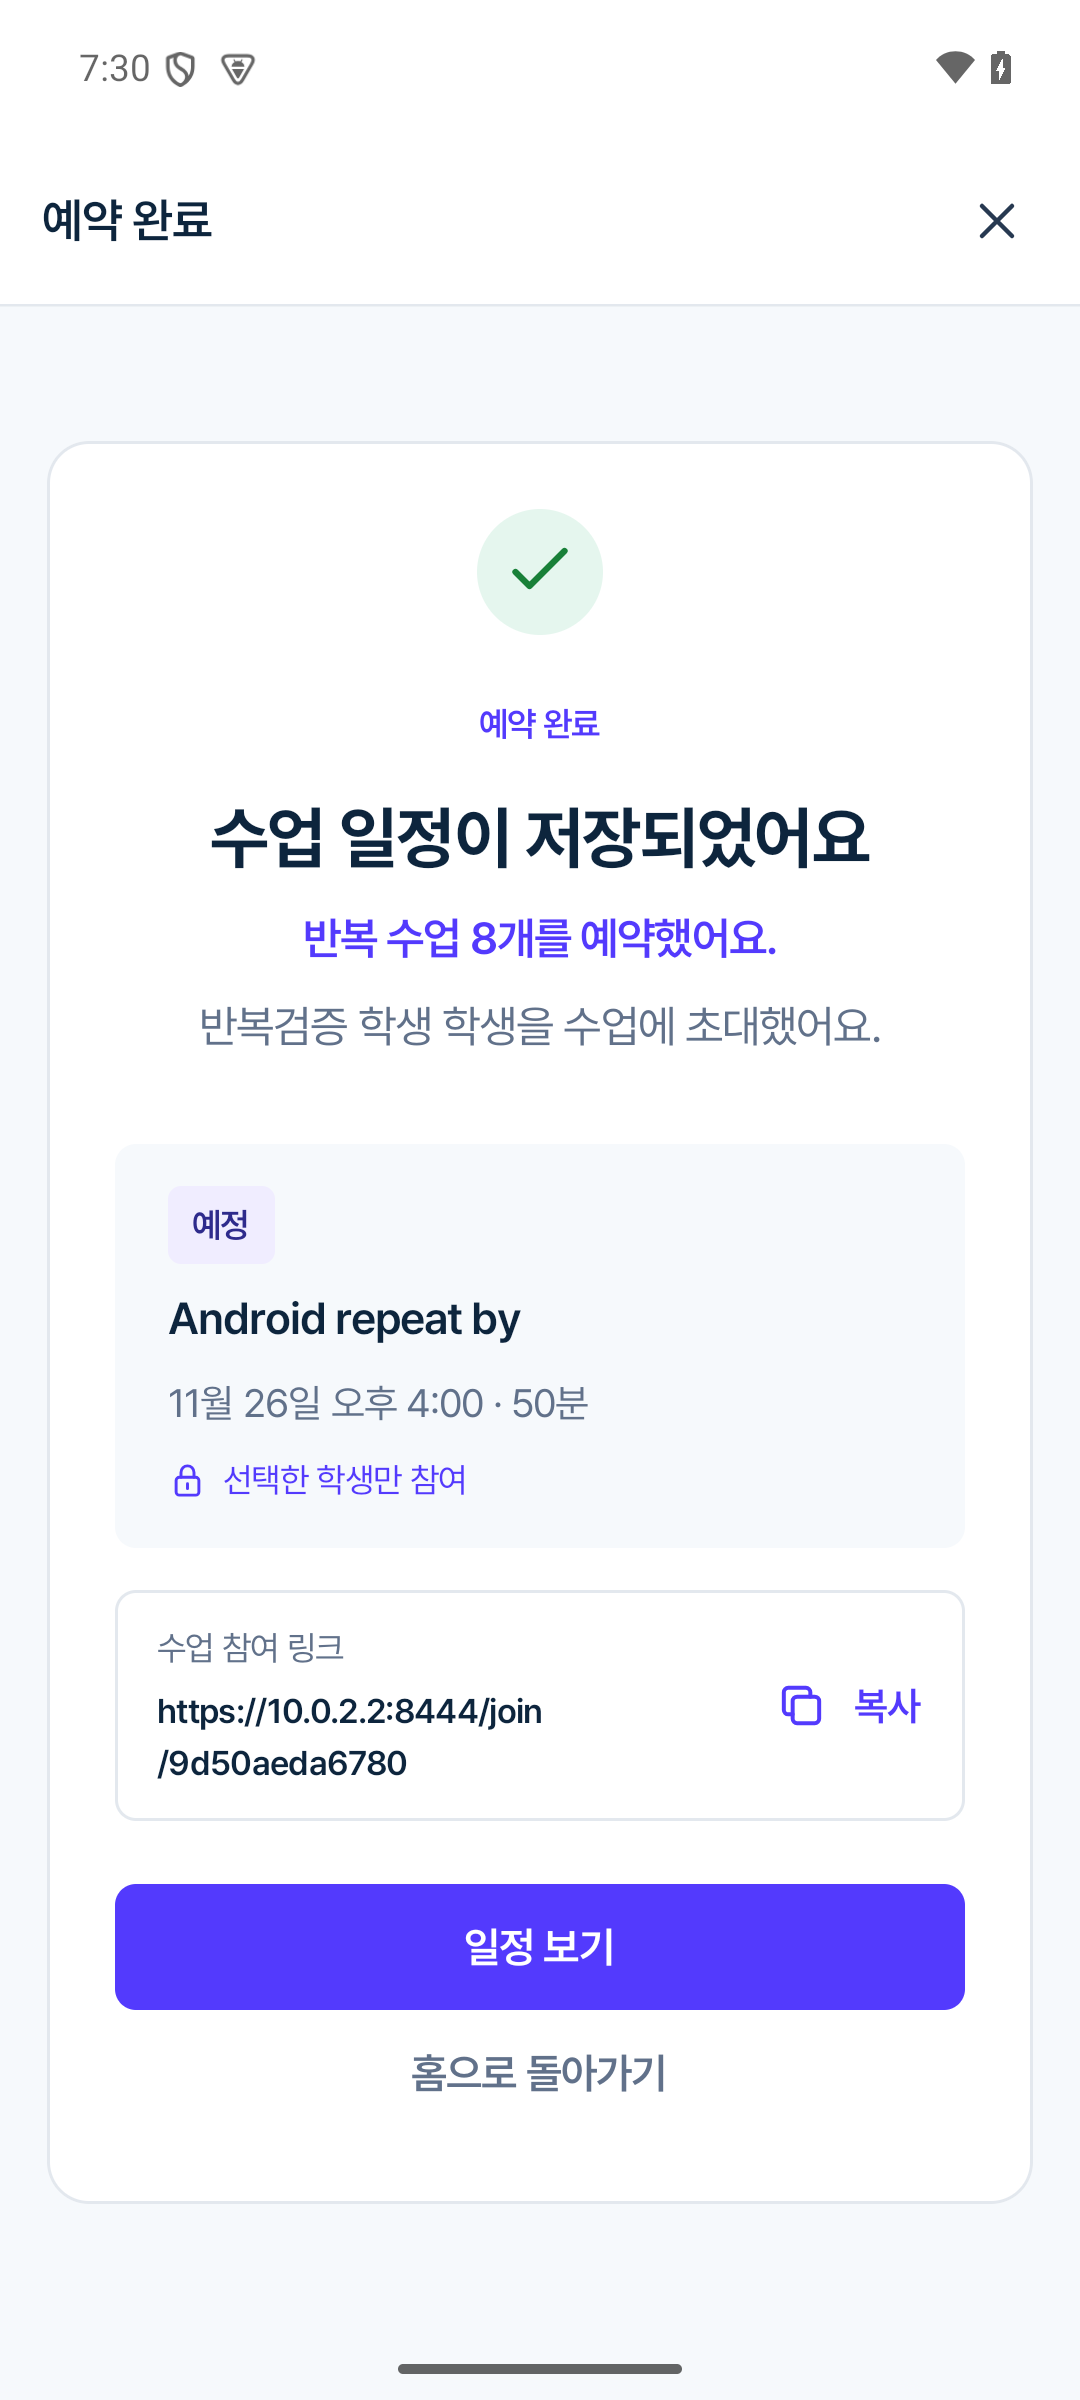 7:30
예약 완료
예약 완료
수업 일정이 저장되었어요
반복 수업 8개를 예약했어요.
반복검증 학생 학생을 수업에 초대했어요.
예정
Android repeat by
11월 26일 오후 4:00 · 50분
선택한 학생만 참여
수업 참여 링크
https://10.0.2.2:8444/join
/9d50aeda6780
복사
일정 보기
홈으로 돌아가기